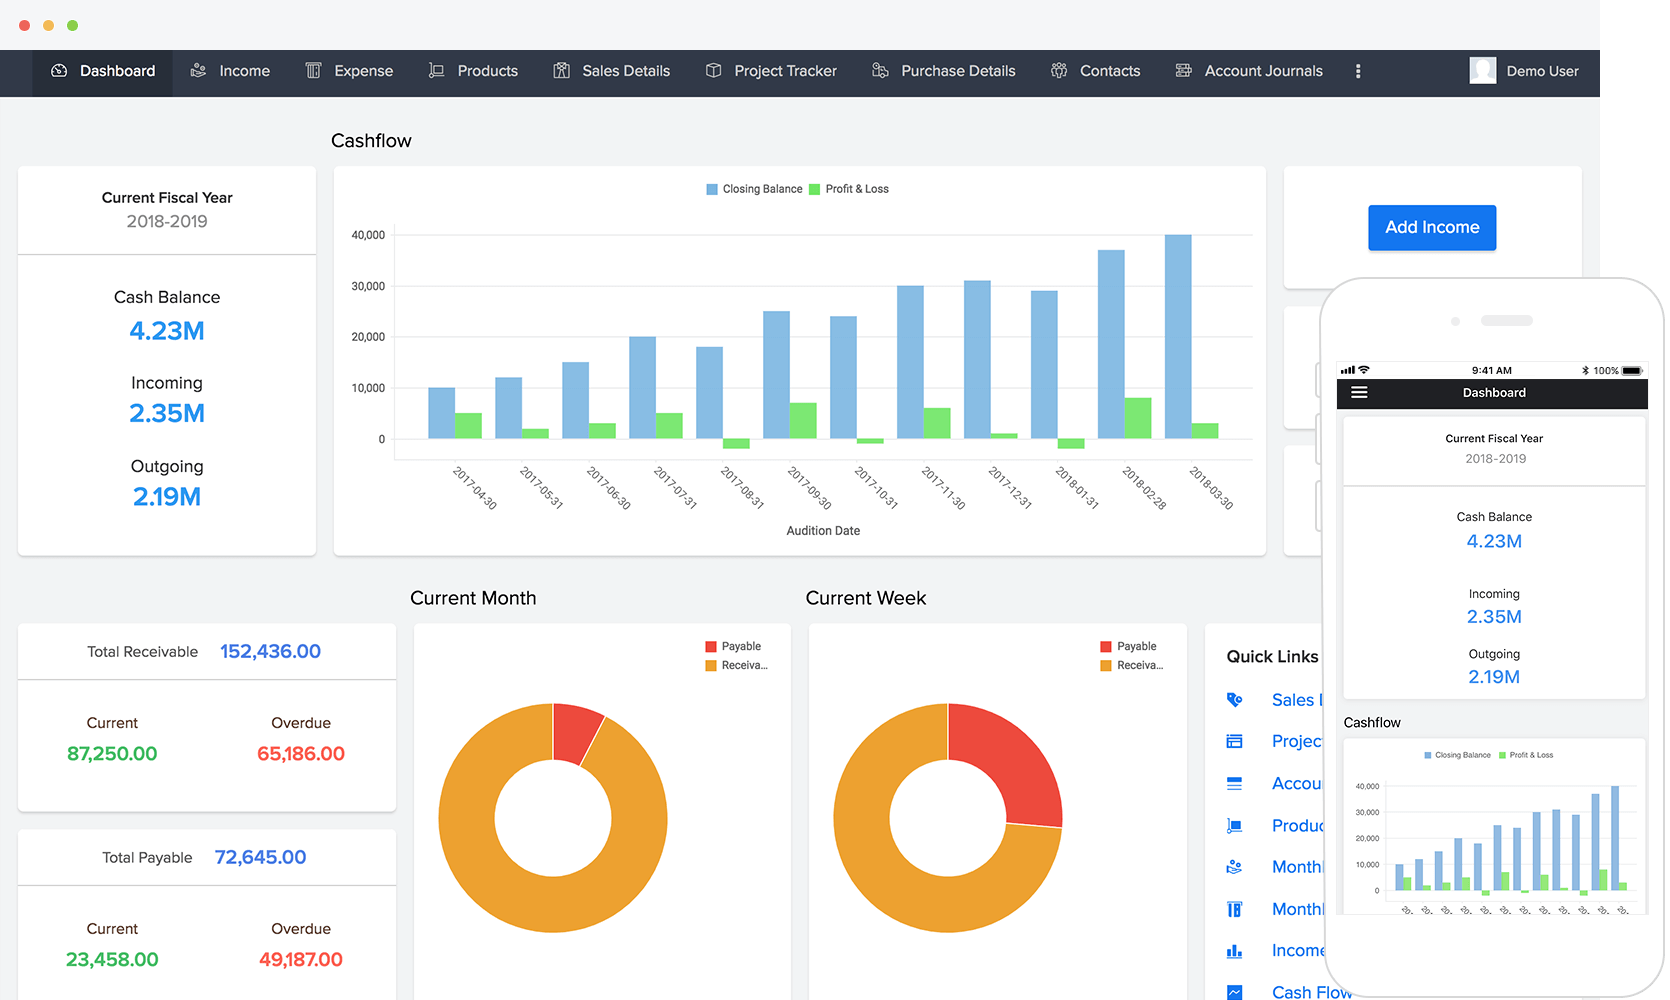 Dashboard
Income
Expense
Products
Sales Details
Project Tracker
Purchase Details
Contacts
Account Journals
Demo User
Cashflow
Current Fiscal Year
2018-2019
Cash Balance
4.23M
Incoming
2.35M
Outgoing
2.19M
Closing Balance
Profit & Loss
40,000
30,000
20,000
10,000
0
2017-04-30
2017-05-31
2017-06-30
2017-07-31
2017-08-31
2017-09-30
2017-10-31
2017-11-30
2017-12-31
2018-01-31
2018-02-28
2018-03-30
Audition Date
Add Income
Total Receivable 152,436.00
Current
87,250.00
Overdue
65,186.00
Total Payable 72,645.00
Current
23,458.00
Overdue
49,187.00
Current Month
Payable
Receiva...
Current Week
Payable
Receiva...
Quick Links
Sales
Projec
Accou
Produc
Month
Month
Income
Cash Flow
9:41 AM
100%
Dashboard
Current Fiscal Year
2018-2019
Cash Balance
4.23M
Incoming
2.35M
Outgoing
2.19M
Cashflow
Closing Balance
Profit & Loss
40,000
30,000
20,000
10,000
0